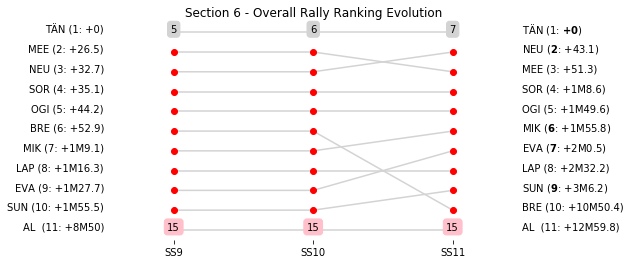 Section 6 - Overall Rally Ranking Evolution
TÄN (1: +0) 5 6 7 TÄN (1: +0)
MEE (2: +26.5) NEU (2: +43.1)
NEU (3: +32.7) MEE (3: +51.3)
SOR (4: +35.1) SOR (4: +1M8.6)
OGI (5: +44.2) OGI (5: +1M49.6)
BRE (6: +52.9) MIK (6: +1M55.8)
MIK (7: +1M9.1) EVA (7: +2M0.5)
LAP (8: +1M16.3) LAP (8: +2M32.2)
EVA (9: +1M27.7) SUN (9: +3M6.2)
SUN (10: +1M55.5) BRE (10: +10M50.4)
AL (11: +8M50) 15 15 15 AL (11: +12M59.8)
SS9 SS10 SS11